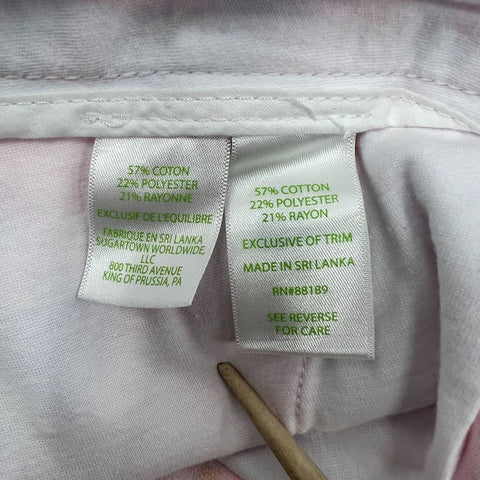 57% COTON
22% POLYESTER
21% RAYONNE
EXCLUSIF DE L'EQUILIBRE
FABRIQUE EN SRI LANKA
SUGARTOWN WORLDWIDE,
LLC
800 THIRD AVENUE
KING OF PRUSSIA, PA
57% COTTON
22% POLYESTER
21% RAYON
EXCLUSIVE OF TRIM
MADE IN SRI LANKA
RN#88189
SEE REVERSE
FOR CARE